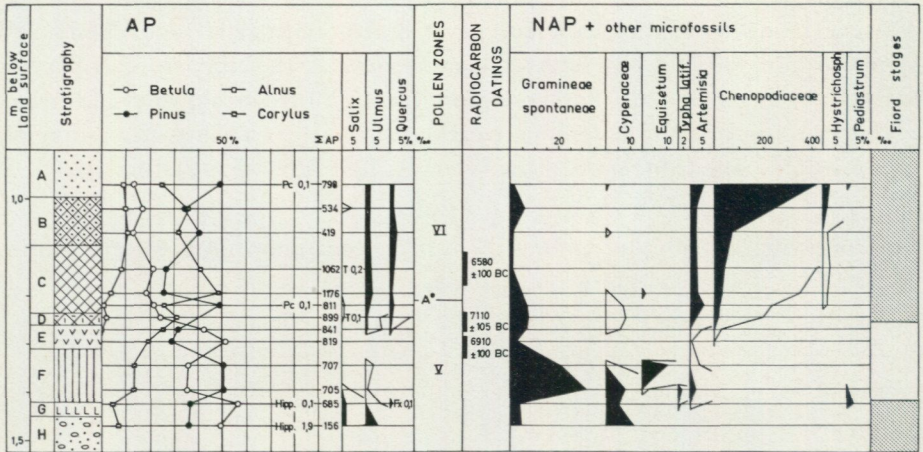 m below
land surface
Stratigraphy
AP
Betula
Alnus
Pinus
Corylus
50 %
Σ AP
Salix
5
Ulmus
5
Quercus
5%
POLLEN ZONES
‰
RADIOCARBON
DATINGS
NAP + other microfossils
Gramineæ
spontaneæ
20
Cyperaceæ
10
Equisetum
10
Typha latif.
2
Artemisia
5
Chenopodiaceæ
200
400
Hystrichosph
5
Pediastrum
5%
‰
Fiord stages
A
1,0
B
C
D
E
F
G
H
1,5
Pc 0,1
798
534
419
1062
T 0,2
1176
Pc 0,1
811
899
T 0,1
841
819
707
705
Hipp. 0,1
685
Fx 0,1
Hipp. 1,9
156
VI
A°
V
6580
±100 BC
7110
±105 BC
6910
±100 BC